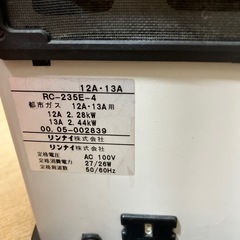 12A・13A
RC-235E-4
都市ガス 12A・13A用
12A 2.28kW
13A 2.44kW
00.05-002839
リンナイ株式会社
リンナイ株式会社
定格電圧 AC 100V
定格消費電力 27/26W
定格周波数 50/60Hz